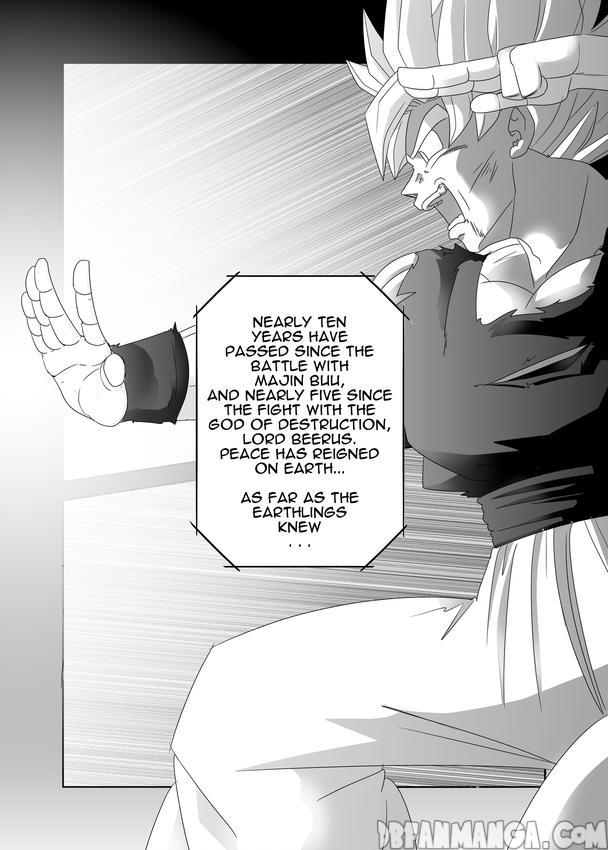 NEARLY TEN
YEARS HAVE
PASSED SINCE THE
BATTLE WITH
MAJIN BUU,
AND NEARLY FIVE SINCE
THE FIGHT WITH THE
GOD OF DESTRUCTION,
LORD BEERUS.
PEACE HAS REIGNED
ON EARTH...
AS FAR AS THE
EARTHLINGS
KNEW
...
DBFANMANGA.COM